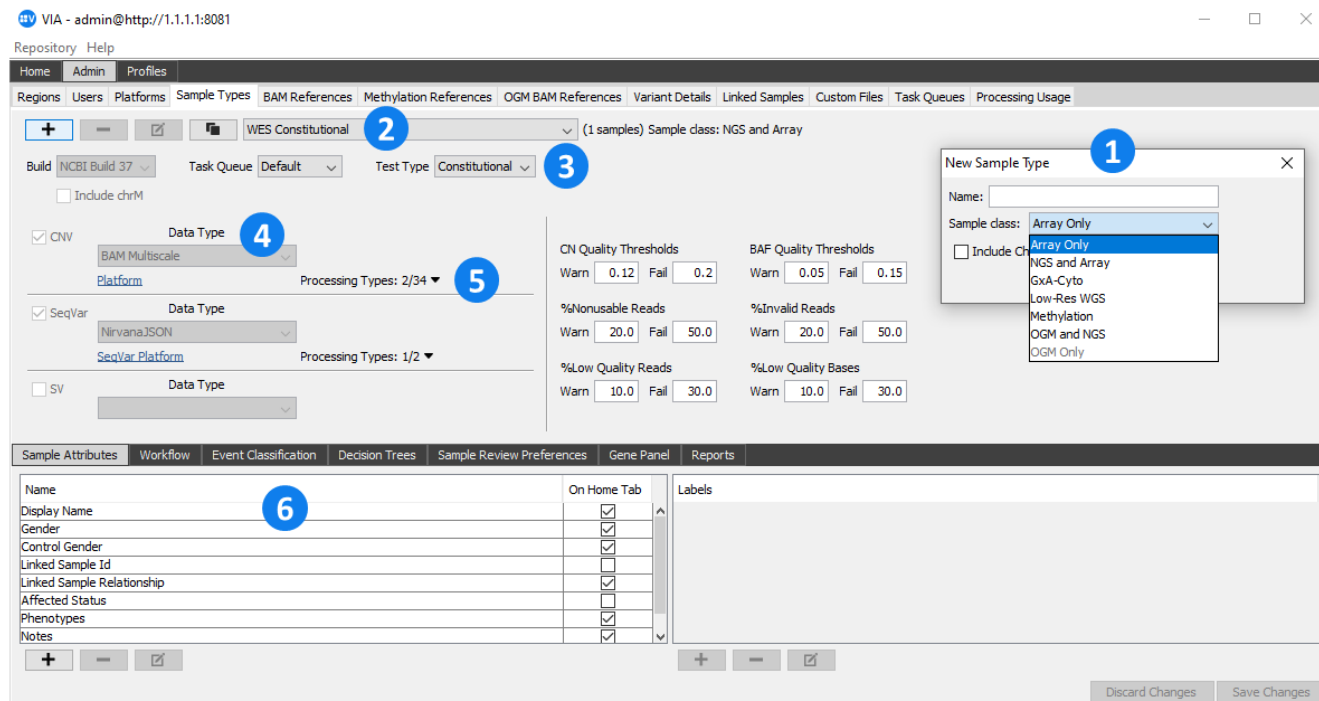 VIA - admin@http://1.1.1.1:8081
Repository Help
Home Admin Profiles
Regions Users Platforms Sample Types BAM References Methylation References OGM BAM References Variant Details Linked Samples Custom Files Task Queues Processing Usage
WES Constitutional 2 (1 samples) Sample class: NGS and Array
Build NCBI Build 37 Task Queue Default Test Type Constitutional 3
Include chrM
CNV Data Type 4
BAM Multiscale
Platform Processing Types: 2/34 5
SeqVar Data Type
NirvanaJSON
SeqVar Platform Processing Types: 1/2
SV Data Type
CN Quality Thresholds BAF Quality Thresholds
Warn 0.12 Fail 0.2 Warn 0.05 Fail 0.15
%Nonusable Reads %Invalid Reads
Warn 20.0 Fail 50.0 Warn 20.0 Fail 50.0
%Low Quality Reads %Low Quality Bases
Warn 10.0 Fail 30.0 Warn 10.0 Fail 30.0
New Sample Type 1
Name:
Sample class: Array Only
Include Ch
Array Only
NGS and Array
GxA-Cyto
Low-Res WGS
Methylation
OGM and NGS
OGM Only
Sample Attributes Workflow Event Classification Decision Trees Sample Review Preferences Gene Panel Reports
Name 6 On Home Tab Labels
Display Name
Gender
Control Gender
Linked Sample Id
Linked Sample Relationship
Affected Status
Phenotypes
Notes
Discard Changes Save Changes